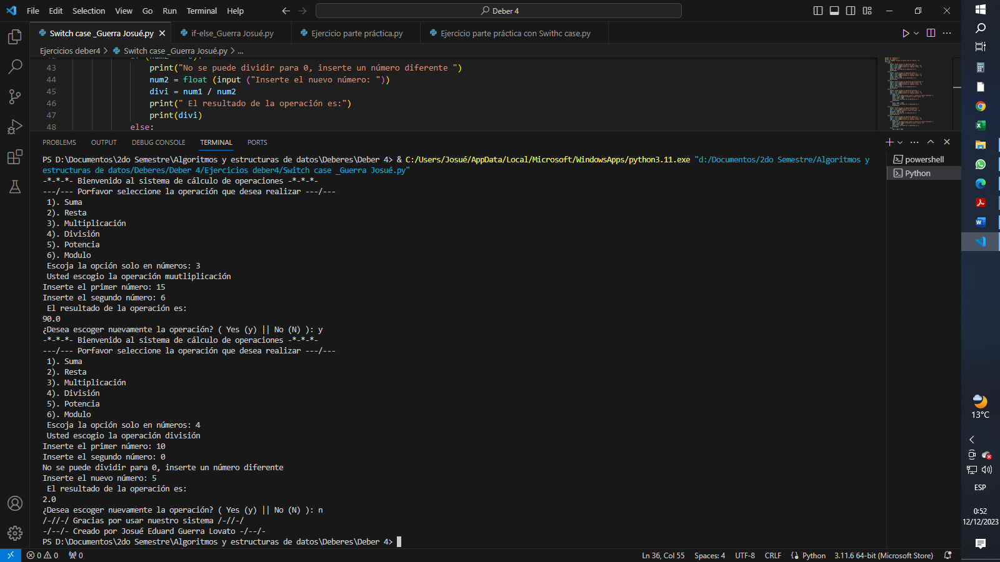 File Edit Selection View Go Run Terminal Help
Deber 4
Switch case _Guerra Josué.py
if-else_Guerra Josué.py
Ejercicio parte práctica.py
Ejercicio parte práctica con Swithc case.py
Ejercicios deber4 > Switch case _Guerra Josué.py > ...
43 print("No se puede dividir para 0, inserte un número diferente ")
44 num2 = float (input ("Inserte el nuevo número: "))
45 divi = num1 / num2
46 print(" El resultado de la operación es:")
47 print(divi)
48 else:
PROBLEMS OUTPUT DEBUG CONSOLE TERMINAL PORTS
powershell
Python
PS D:\Documentos\2do Semestre\Algoritmos y estructuras de datos\Deberes\Deber 4> & C:/Users/Josué/AppData/Local/Microsoft/WindowsApps/python3.11.exe "d:/Documentos/2do Semestre/Algoritmos y
estructuras de datos/Deberes/Deber 4/Ejercicios deber4/Switch case _Guerra Josué.py"
-*-*-*- Bienvenido al sistema de cálculo de operaciones -*-*-*-
---/--- Porfavor seleccione la operación que desea realizar ---/---
1). Suma
2). Resta
3). Multiplicación
4). División
5). Potencia
6). Modulo
Escoja la opción solo en números: 3
Usted escogio la operación muutliplicación
Inserte el primer número: 15
Inserte el segundo número: 6
El resultado de la operación es:
90.0
¿Desea escoger nuevamente la operación? ( Yes (y) || No (N) ): y
-*-*-*- Bienvenido al sistema de cálculo de operaciones -*-*-*-
---/--- Porfavor seleccione la operación que desea realizar ---/---
1). Suma
2). Resta
3). Multiplicación
4). División
5). Potencia
6). Modulo
Escoja la opción solo en números: 4
Usted escogio la operación división
Inserte el primer número: 10
Inserte el segundo número: 0
No se puede dividir para 0, inserte un número diferente
Inserte el nuevo número: 5
El resultado de la operación es:
2.0
¿Desea escoger nuevamente la operación? ( Yes (y) || No (N) ): n
/-//-/ Gracias por usar nuestro sistema /-//-/
-/--/- Creado por Josué Eduard Guerra Lovato -/--/-
PS D:\Documentos\2do Semestre\Algoritmos y estructuras de datos\Deberes\Deber 4>
13°C
ESP
0:52
12/12/2023
0 0 0 Ln 36, Col 55 Spaces: 4 UTF-8 CRLF Python 3.11.6 64-bit (Microsoft Store)